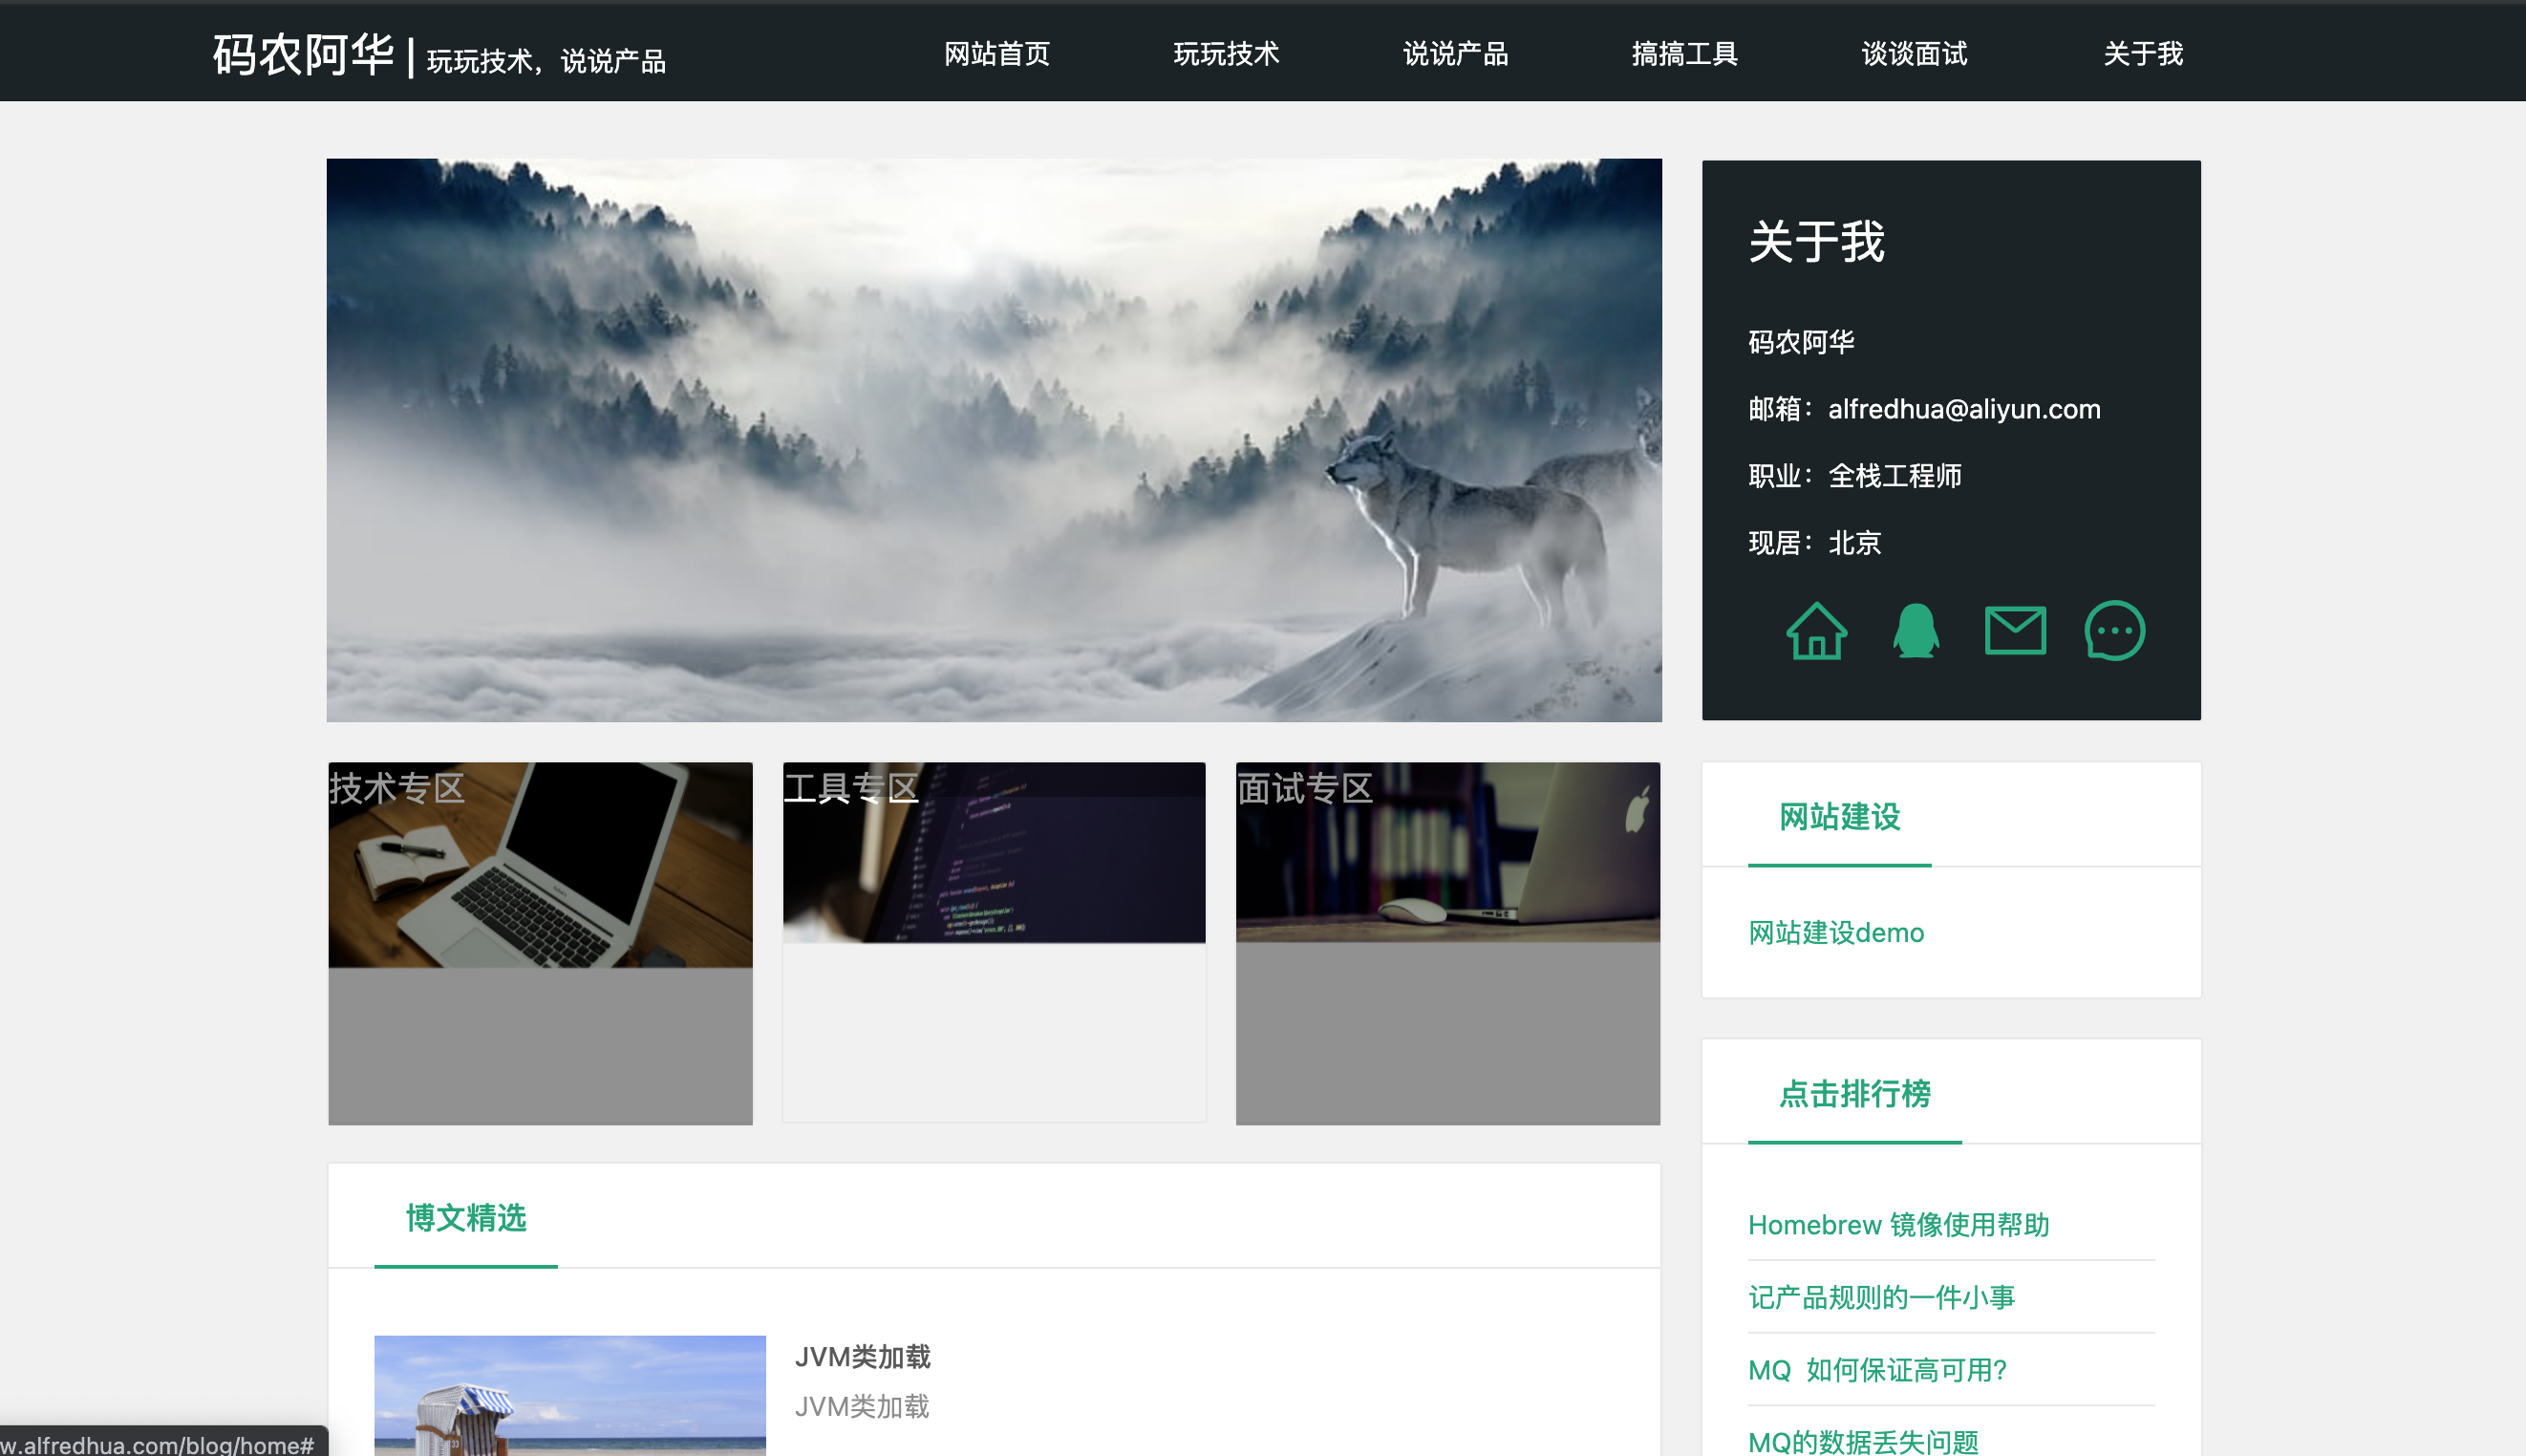 码农阿华 | 玩玩技术，说说产品
网站首页
玩玩技术
说说产品
搞搞工具
谈谈面试
关于我
关于我
码农阿华
邮箱：alfredhua@aliyun.com
职业：全栈工程师
现居：北京
技术专区
工具专区
面试专区
网站建设
网站建设demo
点击排行榜
Homebrew 镜像使用帮助
记产品规则的一件小事
MQ 如何保证高可用?
MQ的数据丢失问题
博文精选
JVM类加载
JVM类加载
w.alfredhua.com/blog/home#